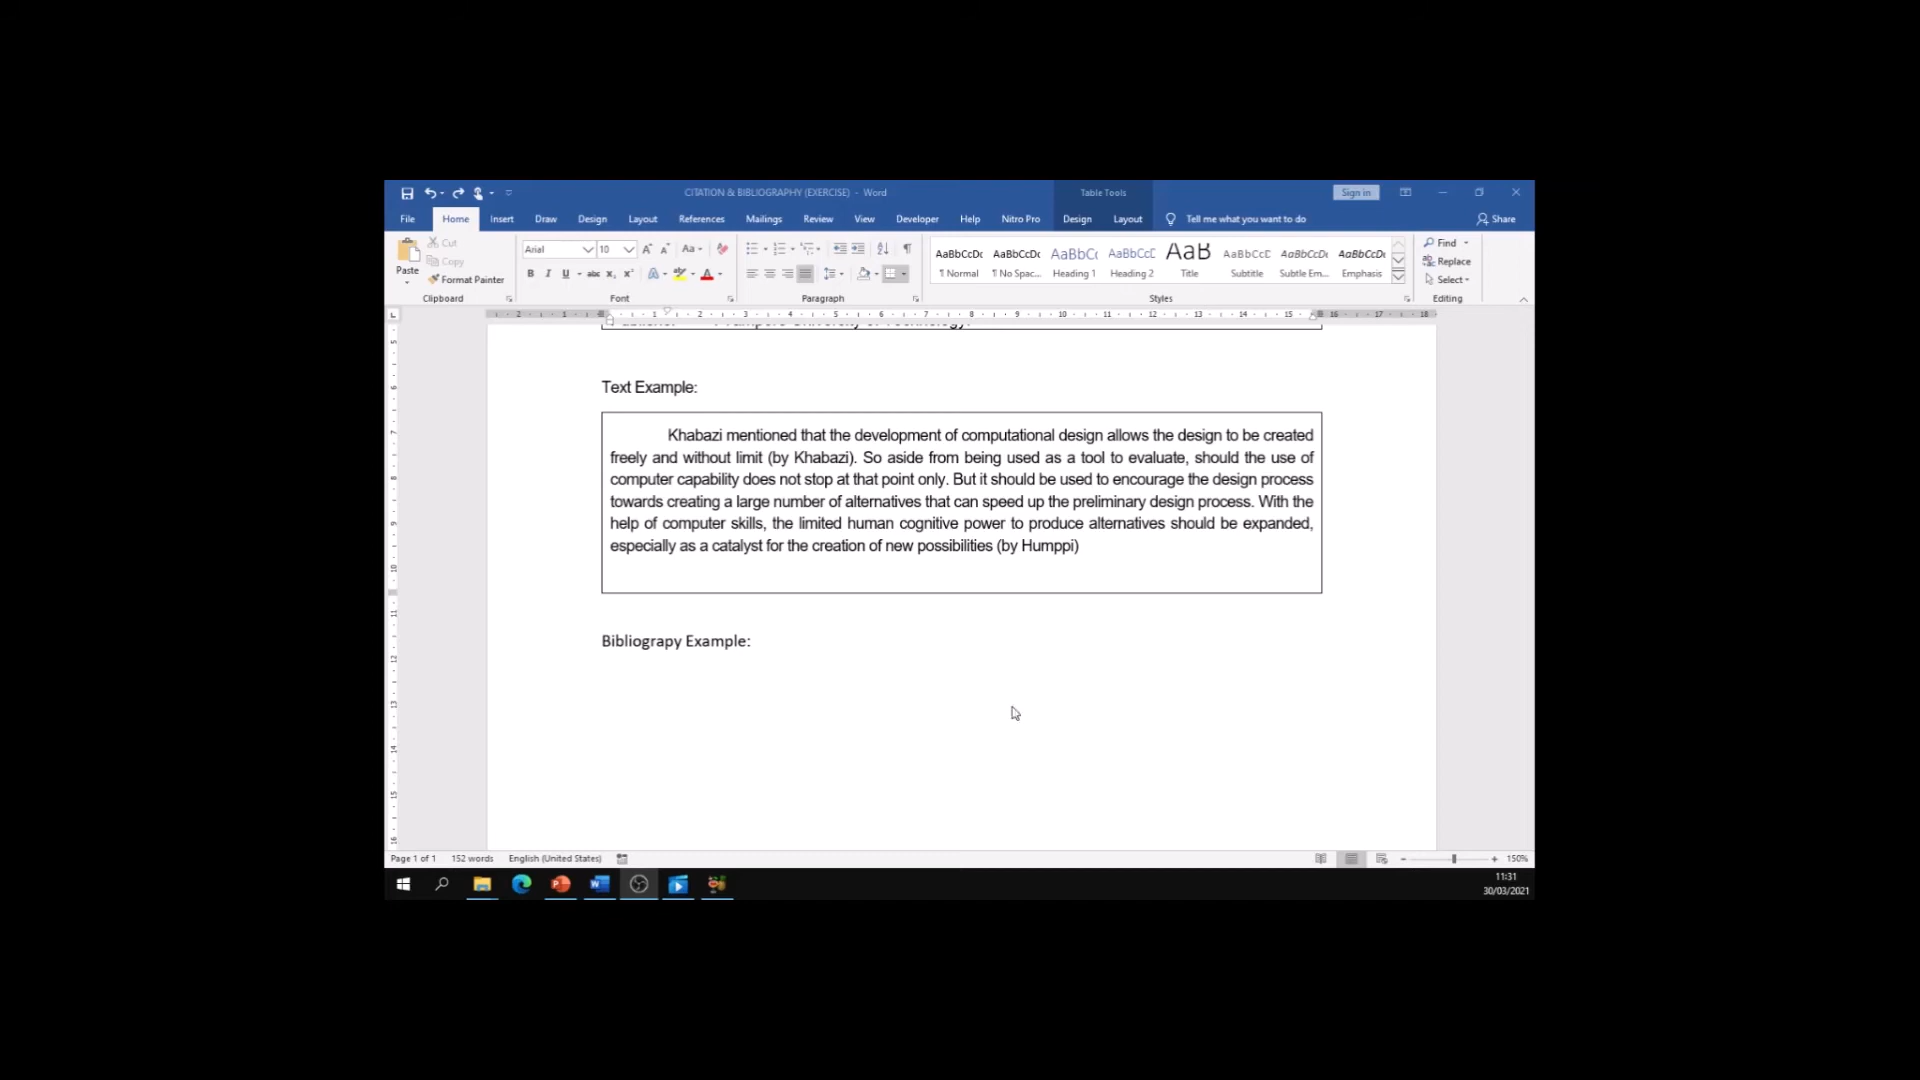 CITATION & BIBLIOGRAPHY (EXERCISE) - Word
Table Tools
Sign in
File Home Insert Draw Design Layout References Mailings Review View Developer Help Nitro Pro Design Layout Tell me what you want to do Share
Paste
Cut
Copy
Format Painter
Clipboard
Arial 10
Font
Paragraph
AaBbCcDc AaBbCcDc AaBbCc AaBbCcC AaB AaBbCcC AaBbCcDc AaBbCcDc
¶ Normal ¶ No Spac... Heading 1 Heading 2 Title Subtitle Subtle Em... Emphasis
Styles
Find
Replace
Select
Editing
Text Example:
Khabazi mentioned that the development of computational design allows the design to be created
freely and without limit (by Khabazi). So aside from being used as a tool to evaluate, should the use of
computer capability does not stop at that point only. But it should be used to encourage the design process
towards creating a large number of alternatives that can speed up the preliminary design process. With the
help of computer skills, the limited human cognitive power to produce alternatives should be expanded,
especially as a catalyst for the creation of new possibilities (by Humppi)
Bibliograpy Example:
Page 1 of 1 152 words English (United States) 150%
11:31
30/03/2021